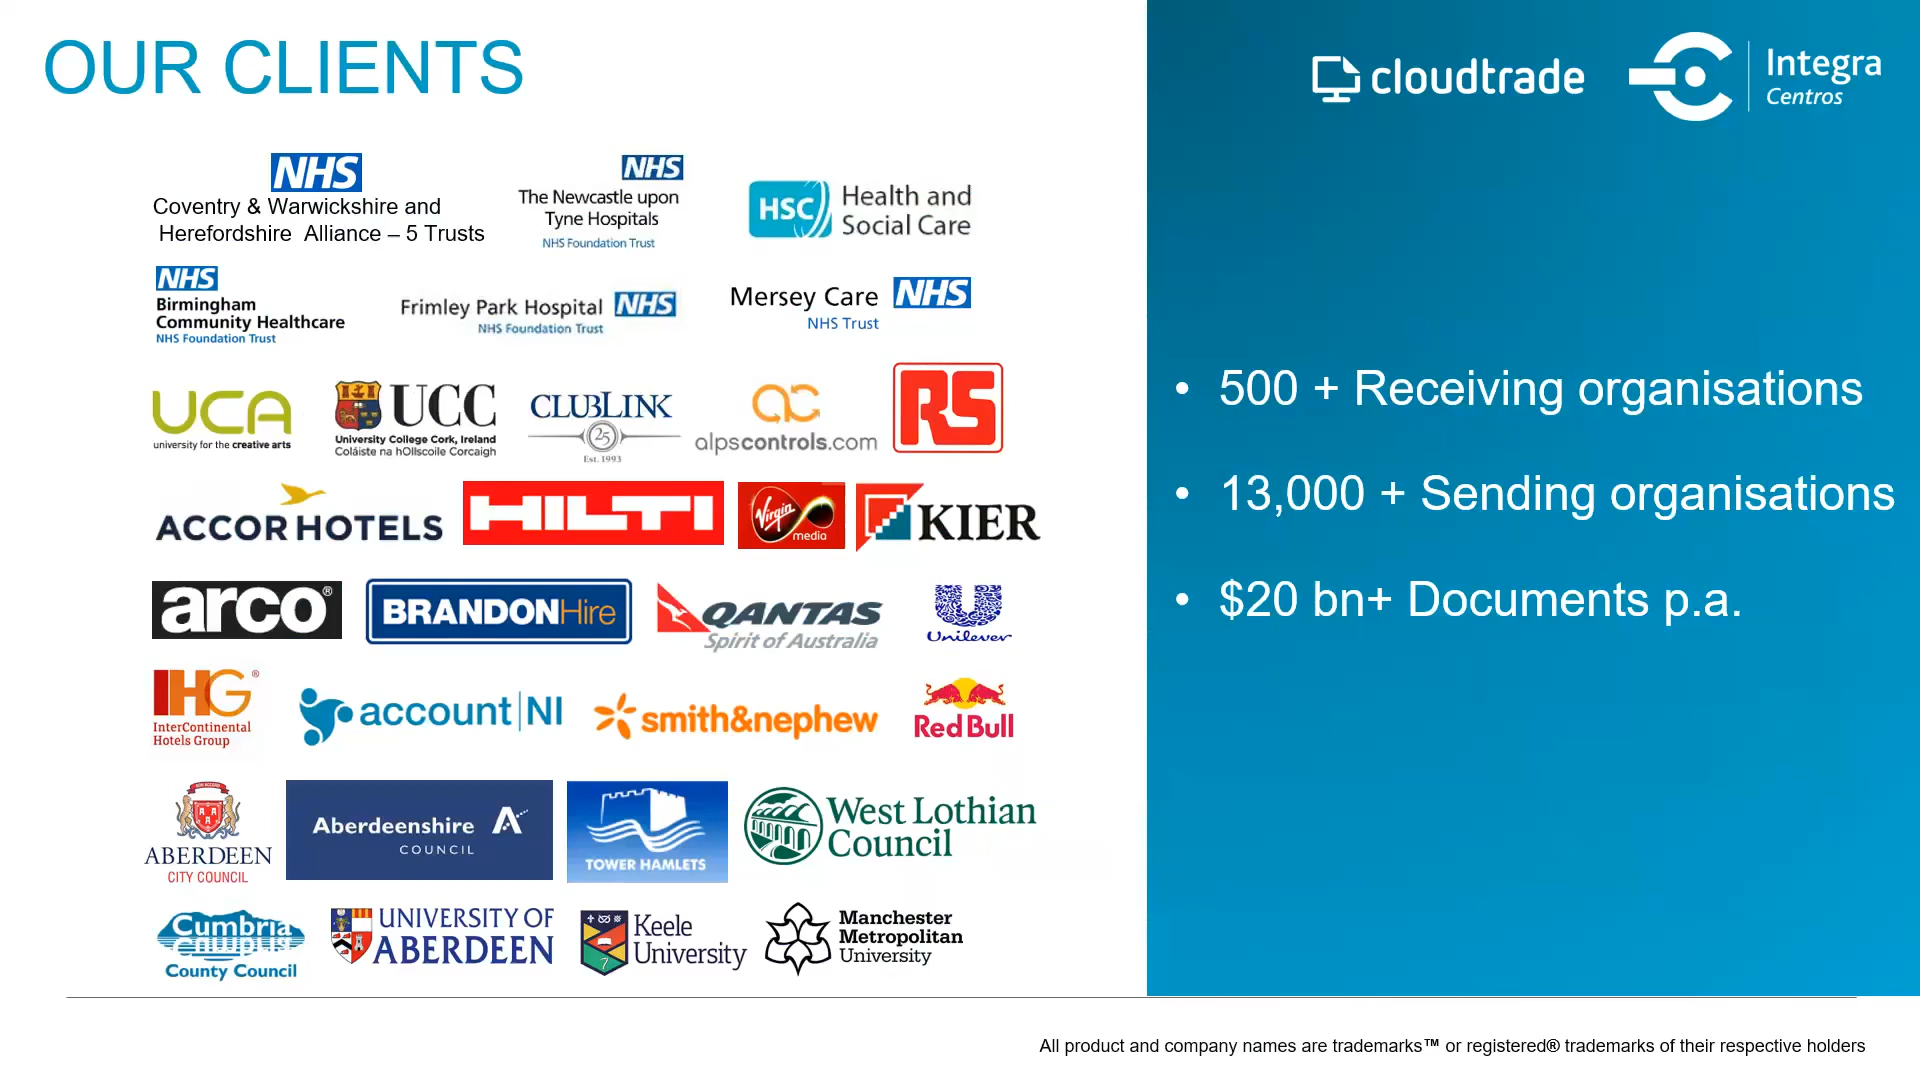 OUR CLIENTS
cloudtrade
Integra
Centros
NHS
Coventry & Warwickshire and
Herefordshire Alliance – 5 Trusts
NHS
The Newcastle upon
Tyne Hospitals
NHS Foundation Trust
HSC
Health and
Social Care
NHS
Birmingham
Community Healthcare
NHS Foundation Trust
Frimley Park Hospital NHS
NHS Foundation Trust
Mersey Care NHS
NHS Trust
UCA
university for the creative arts
UCC
University College Cork, Ireland
Coláiste na hOllscoile Corcaigh
CLUBLINK
25
Est. 1993
alpscontrols.com
RS
ACCOR HOTELS
HILTI
Virgin
media
KIER
arco®
BRANDONHire
QANTAS
Spirit of Australia
Unilever
IHG®
InterContinental
Hotels Group
account|NI
smith&nephew
Red Bull
ABERDEEN
CITY COUNCIL
Aberdeenshire
COUNCIL
TOWER HAMLETS
West Lothian
Council
Cumbria
County Council
UNIVERSITY OF
ABERDEEN
Keele
University
Manchester
Metropolitan
University
• 500 + Receiving organisations
• 13,000 + Sending organisations
• $20 bn+ Documents p.a.
All product and company names are trademarks™ or registered® trademarks of their respective holders